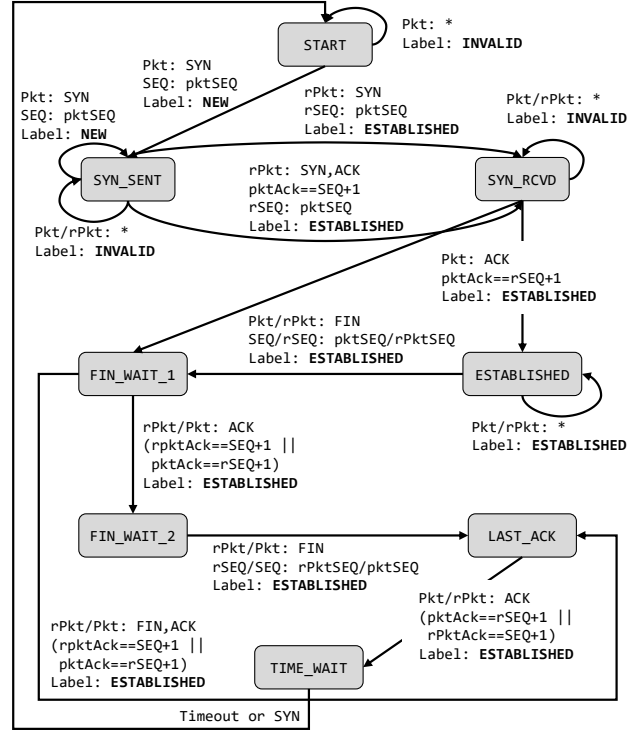 START
Pkt: *
Label: INVALID
Pkt: SYN
SEQ: pktSEQ
Label: NEW
Pkt: SYN
SEQ: pktSEQ
Label: NEW
rPkt: SYN
rSEQ: pktSEQ
Label: ESTABLISHED
Pkt/rPkt: *
Label: INVALID
SYN_SENT
rPkt: SYN,ACK
pktAck==SEQ+1
rSEQ: pktSEQ
Label: ESTABLISHED
SYN_RCVD
Pkt/rPkt: *
Label: INVALID
Pkt: ACK
pktAck==rSEQ+1
Label: ESTABLISHED
Pkt/rPkt: FIN
SEQ/rSEQ: pktSEQ/rPktSEQ
Label: ESTABLISHED
FIN_WAIT_1
ESTABLISHED
Pkt/rPkt: *
Label: ESTABLISHED
rPkt/Pkt: ACK
(rpktAck==SEQ+1 ||
pktAck==rSEQ+1)
Label: ESTABLISHED
FIN_WAIT_2
LAST_ACK
rPkt/Pkt: FIN
rSEQ/SEQ: rPktSEQ/pktSEQ
Label: ESTABLISHED
Pkt/rPkt: ACK
(pktAck==rSEQ+1 ||
rPktAck==SEQ+1)
Label: ESTABLISHED
rPkt/Pkt: FIN,ACK
(rpktAck==SEQ+1 ||
pktAck==rSEQ+1)
Label: ESTABLISHED
TIME_WAIT
Timeout or SYN